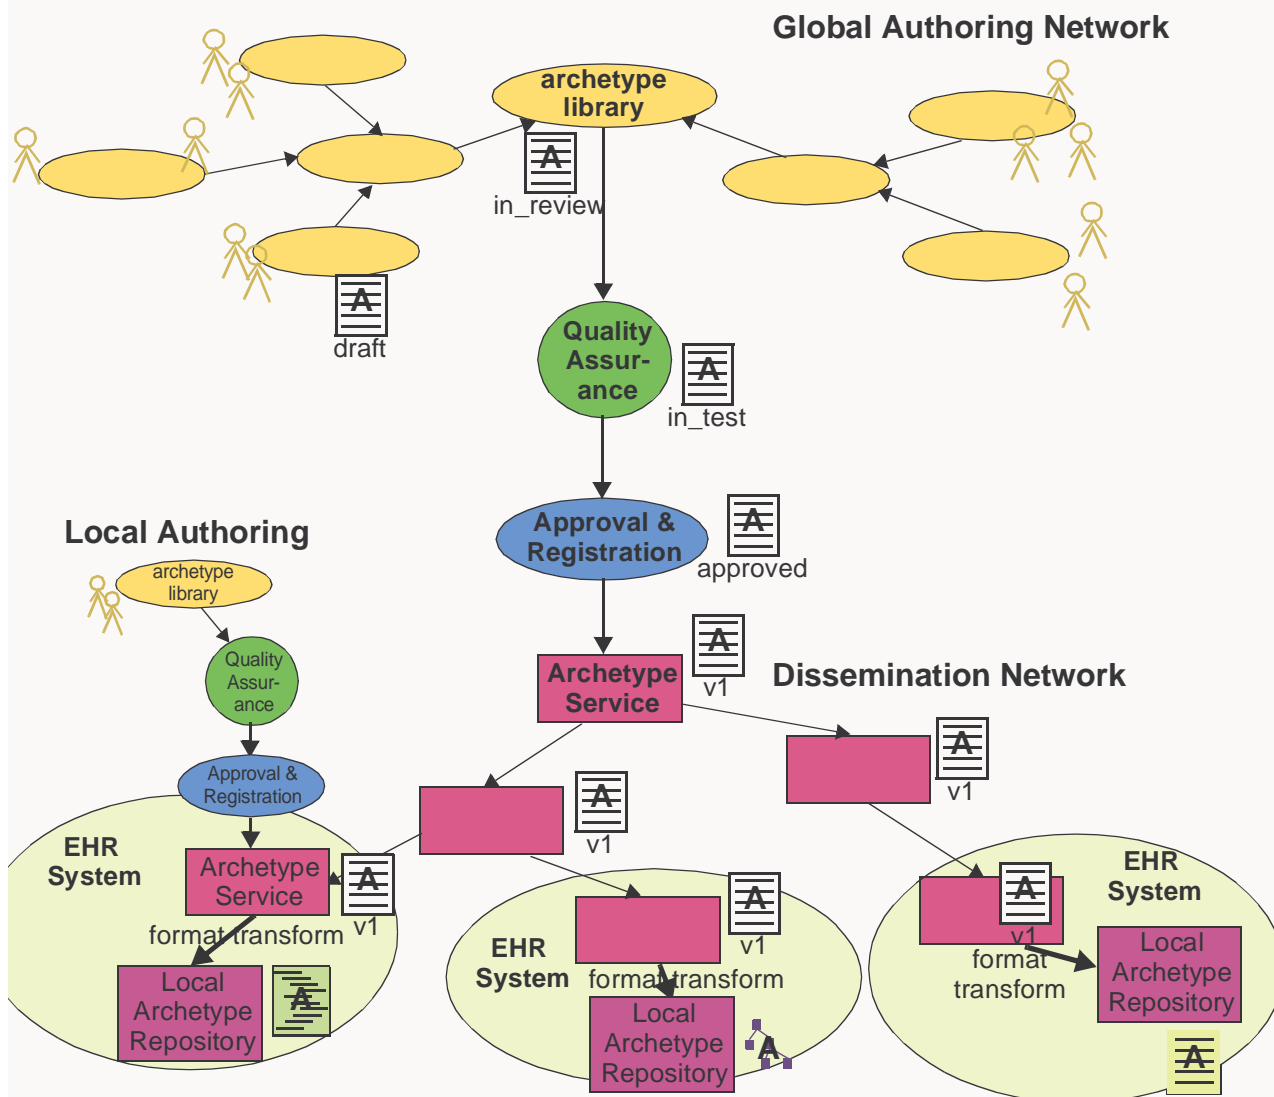 Global Authoring Network
archetype
library
A
in_review
A
draft
Quality
Assur-
ance
A
in_test
Approval &
Registration
A
approved
Local Authoring
archetype
library
Quality
Assur-
ance
Approval &
Registration
Archetype
Service
A
v1
Dissemination Network
A
v1
A
v1
EHR
System
Archetype
Service
A
v1
format transform
Local
Archetype
Repository
A
EHR
System
A
v1
format transform
Local
Archetype
Repository
A
EHR
System
A
v1
format
transform
Local
Archetype
Repository
A